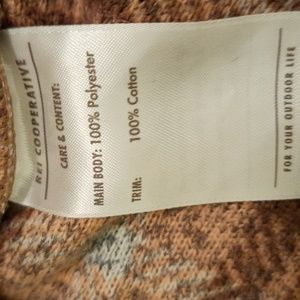 REI COOPERATIVE
CARE & CONTENT:
MAIN BODY: 100% Polyester
TRIM: 100% Cotton
FOR YOUR OUTDOOR LIFE